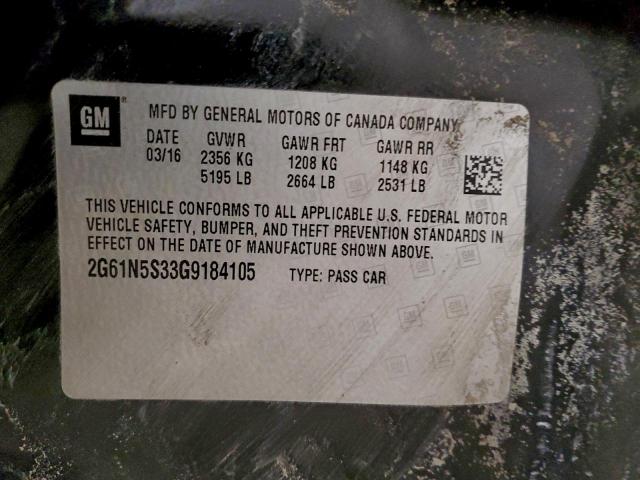 GM
MFD BY GENERAL MOTORS OF CANADA COMPANY
DATE GVWR GAWR FRT GAWR RR
03/16 2356 KG 1208 KG 1148 KG
5195 LB 2664 LB 2531 LB
THIS VEHICLE CONFORMS TO ALL APPLICABLE U.S. FEDERAL MOTOR
VEHICLE SAFETY, BUMPER, AND THEFT PREVENTION STANDARDS IN
EFFECT ON THE DATE OF MANUFACTURE SHOWN ABOVE.
2G61N5S33G9184105 TYPE: PASS CAR